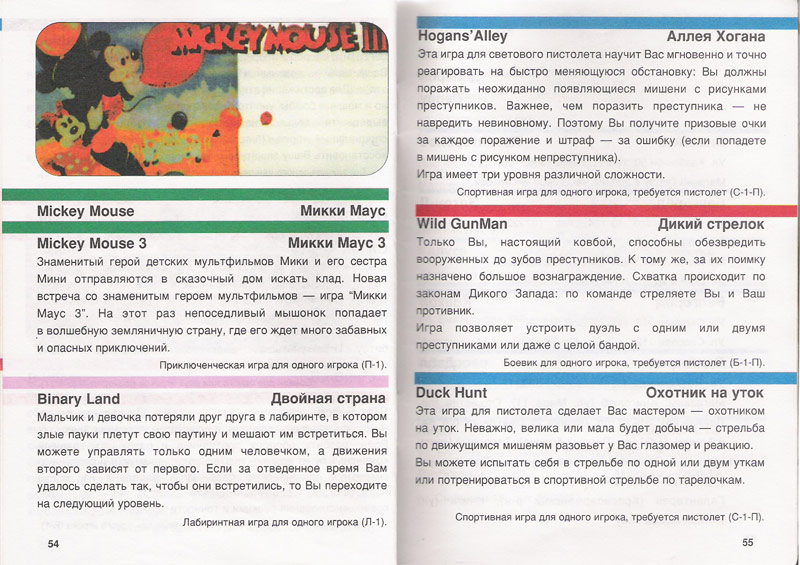 MICKEY MOUSE III
Mickey Mouse Микки Маус
Mickey Mouse 3 Микки Маус 3
Знаменитый герой детских мультфильмов Мики и его сестра
Мини отправляются в сказочный дом искать клад. Новая
встреча со знаменитым героем мультфильмов — игра “Микки
Маус 3”. На этот раз непоседливый мышонок попадает
в волшебную земляничную страну, где его ждет много забавных
и опасных приключений.
Приключенческая игра для одного игрока (П-1).
Binary Land Двойная страна
Мальчик и девочка потеряли друг друга в лабиринте, в котором
злые пауки плетут свою паутину и мешают им встретиться. Вы
можете управлять только одним человечком, а движения
второго зависят от первого. Если за отведенное время Вам
удалось сделать так, чтобы они встретились, то Вы переходите
на следующий уровень.
Лабиринтная игра для одного игрока (Л-1).
54
Hogans’Alley Аллея Хогана
Эта игра для светового пистолета научит Вас мгновенно и точно
реагировать на быстро меняющуюся обстановку: Вы должны
поражать неожиданно появляющиеся мишени с рисунками
преступников. Важнее, чем поразить преступника — не
навредить невиновному. Поэтому Вы получите призовые очки
за каждое поражение и штраф — за ошибку (если попадете
в мишень с рисунком непреступника).
Игра имеет три уровня различной сложности.
Спортивная игра для одного игрока, требуется пистолет (С-1-П).
Wild GunMan Дикий стрелок
Только Вы, настоящий ковбой, способны обезвредить
вооруженных до зубов преступников. К тому же, за их поимку
назначено большое вознаграждение. Схватка происходит по
законам Дикого Запада: по команде стреляете Вы и Ваш
противник.
Игра позволяет устроить дуэль с одним или двумя
преступниками или даже с целой бандой.
Боевик для одного игрока, требуется пистолет (Б-1-П).
Duck Hunt Охотник на уток
Эта игра для пистолета сделает Вас мастером — охотником
на уток. Неважно, велика или мала будет добыча — стрельба
по движущимся мишеням разовьет у Вас глазомер и реакцию.
Вы можете испытать себя в стрельбе по одной или двум уткам
или потренироваться в спортивной стрельбе по тарелочкам.
Спортивная игра для одного игрока, требуется пистолет (С-1-П).
55